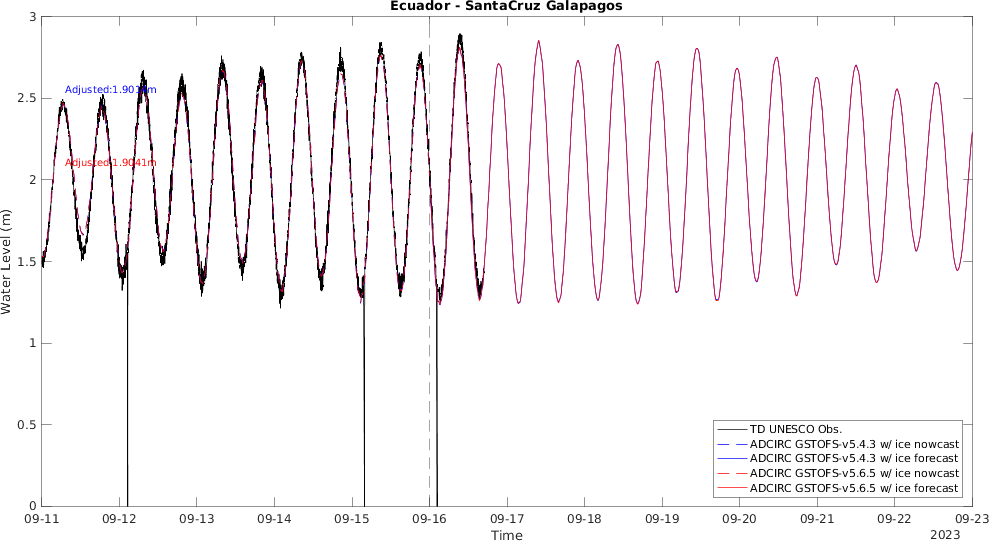 Ecuador - SantaCruz Galapagos
3
2.5
2
1.5
1
0.5
0
Water Level (m)
Adjusted:1.901
m
Adjusted:1.9041m
TD UNESCO Obs.
ADCIRC GSTOFS-v5.4.3 w/ ice nowcast
ADCIRC GSTOFS-v5.4.3 w/ ice forecast
ADCIRC GSTOFS-v5.6.5 w/ ice nowcast
ADCIRC GSTOFS-v5.6.5 w/ ice forecast
09-11 09-12 09-13 09-14 09-15 09-16 09-17 09-18 09-19 09-20 09-21 09-22 09-23
Time
2023